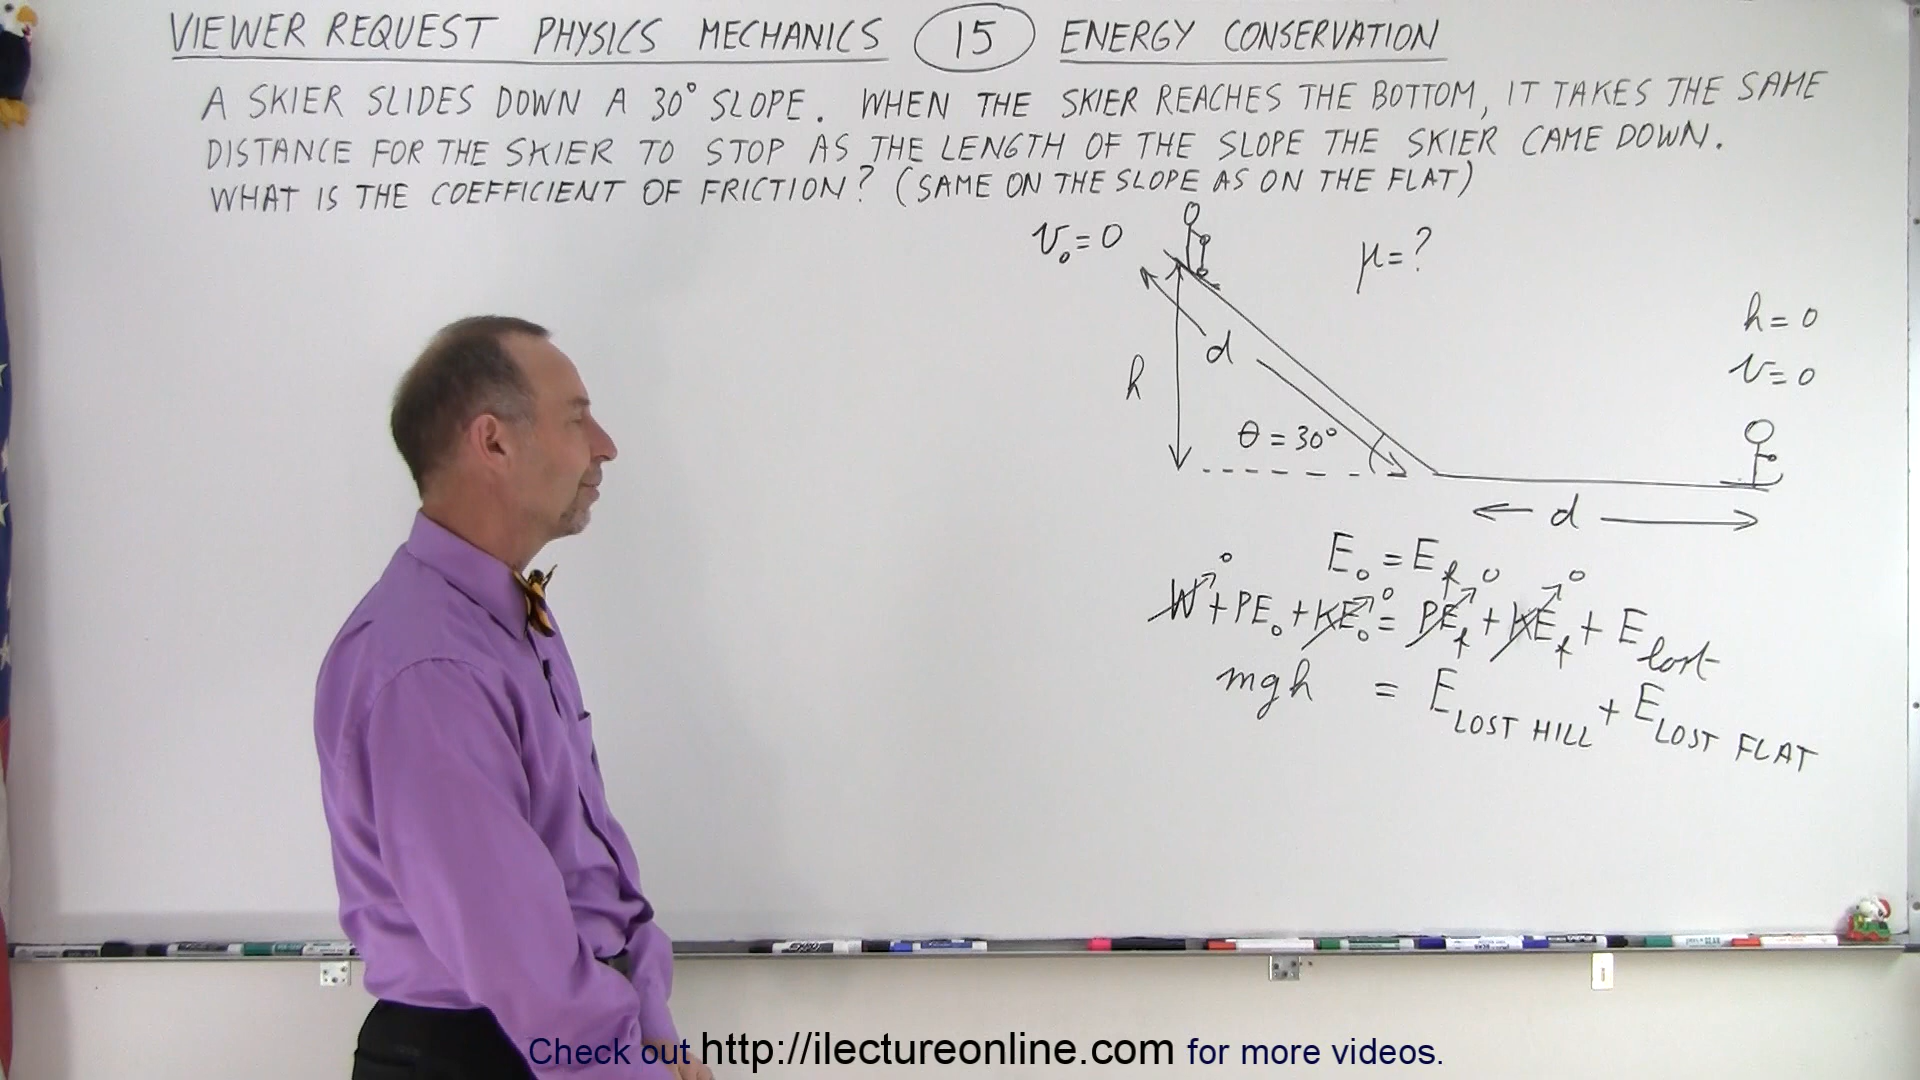 VIEWER REQUEST PHYSICS MECHANICS 15 ENERGY CONSERVATION
A SKIER SLIDES DOWN A 30° SLOPE. WHEN THE SKIER REACHES THE BOTTOM, IT TAKES THE SAME
DISTANCE FOR THE SKIER TO STOP AS THE LENGTH OF THE SLOPE THE SKIER CAME DOWN.
WHAT IS THE COEFFICIENT OF FRICTION? (SAME ON THE SLOPE AS ON THE FLAT)
v₀ = 0
μ = ?
h = 0
d
h
v = 0
θ = 30°
d
E₀ = E_f
W→0 + PE₀ + KE₀→0 = PE_f→0 + KE_f→0 + E_lost
mgh = E_LOST HILL + E_LOST FLAT
Check out http://ilectureonline.com for more videos.